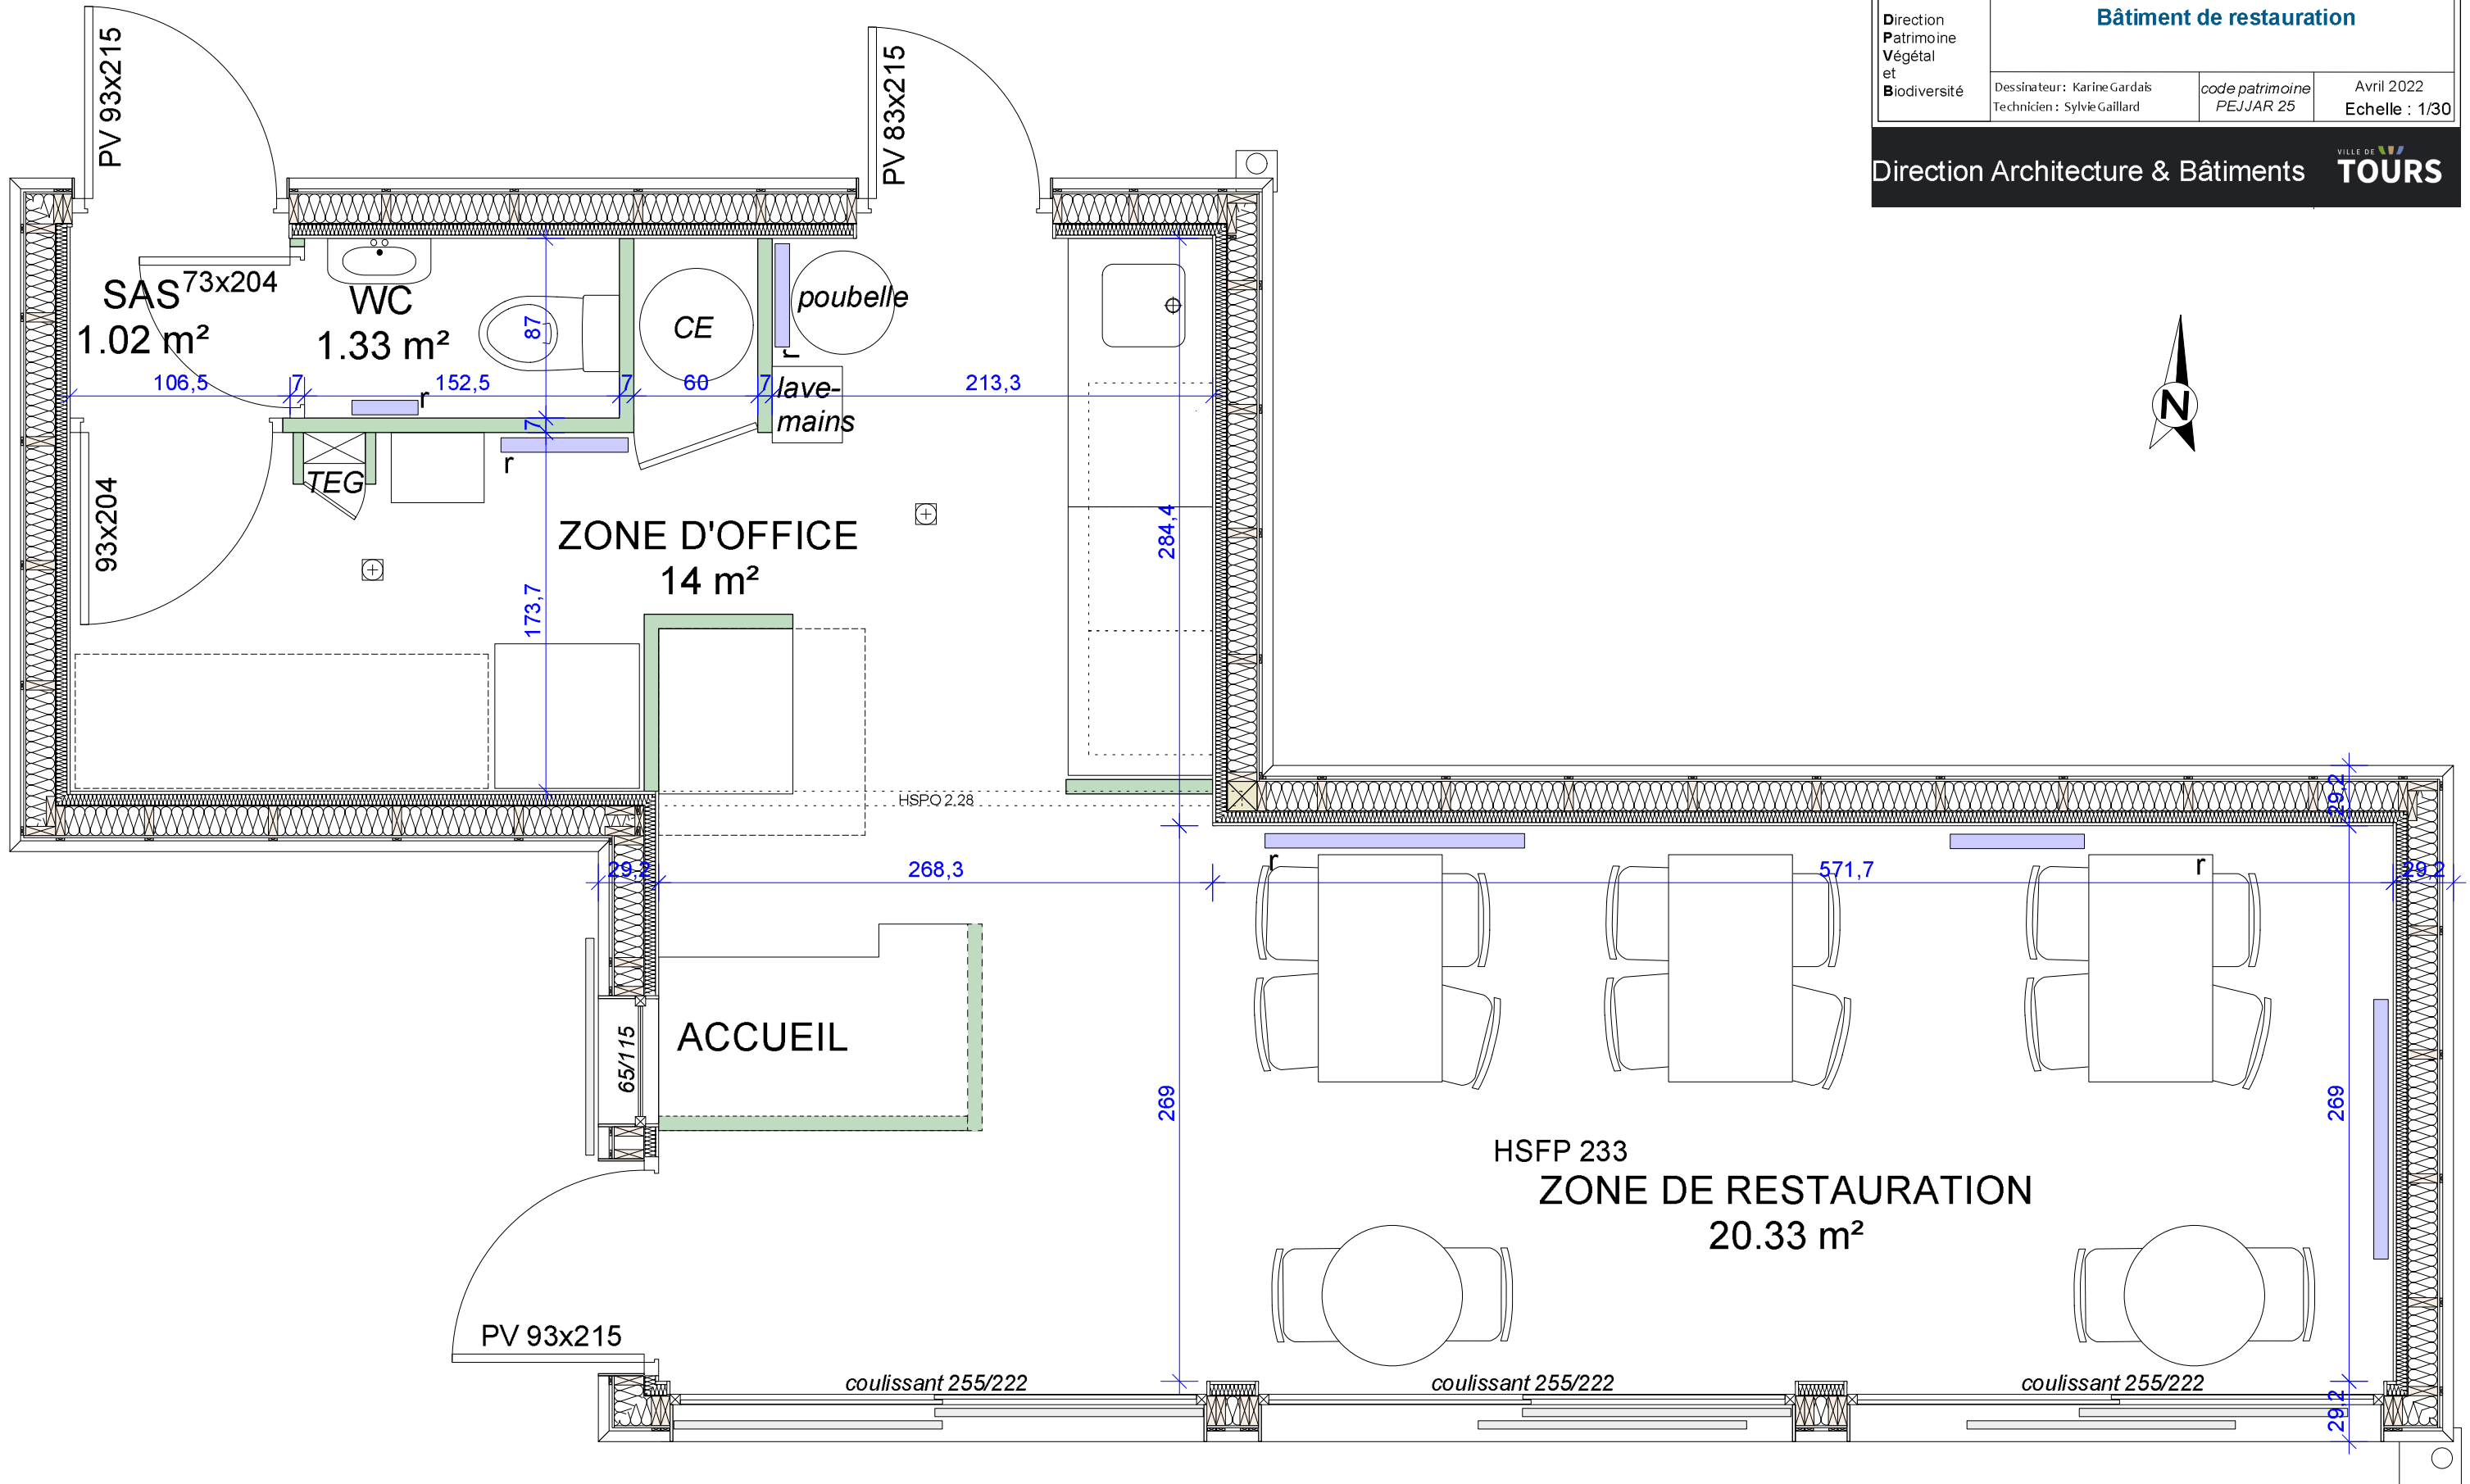 Bâtiment de restauration
Direction
Patrimoine
Végétal
et
Biodiversité
Dessinateur : Karine Gardais
Technicien : Sylvie Gaillard
code patrimoine
PEJJAR 25
Avril 2022
Echelle : 1/30
Direction Architecture & Bâtiments
VILLE DE
TOURS
PV 93x215
PV 83x215
SAS
1.02 m²
73x204
WC
1.33 m²
87
CE
poubelle
r
106,5
7
152,5
7
60
7
213,3
lave-
mains
r
7
r
TEG
N
93x204
ZONE D'OFFICE
14 m²
284,4
173,7
HSPO 2.28
29,2
29,2
268,3
r
571,7
r
29,2
ACCUEIL
65/115
269
269
HSFP 233
ZONE DE RESTAURATION
20.33 m²
PV 93x215
coulissant 255/222
coulissant 255/222
coulissant 255/222
29,2